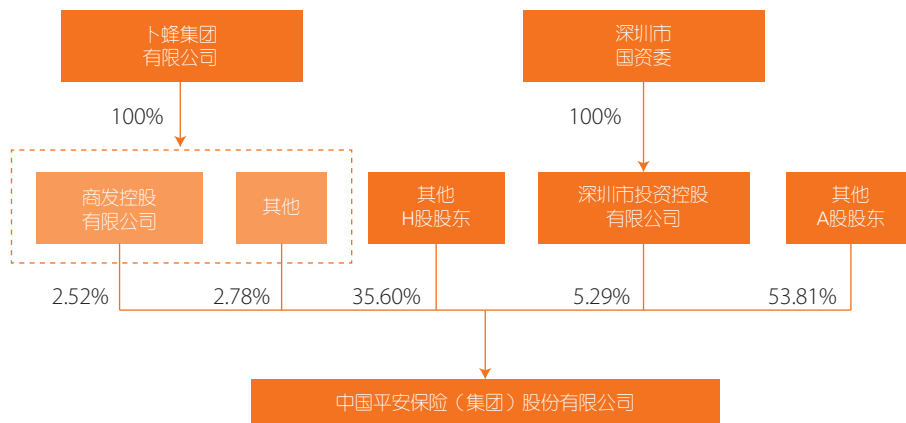 卜蜂集团
有限公司
深圳市
国资委
100%
100%
商发控股
有限公司
其他
其他
H股股东
深圳市投资控股
有限公司
其他
A股股东
2.52%
2.78%
35.60%
5.29%
53.81%
中国平安保险（集团）股份有限公司